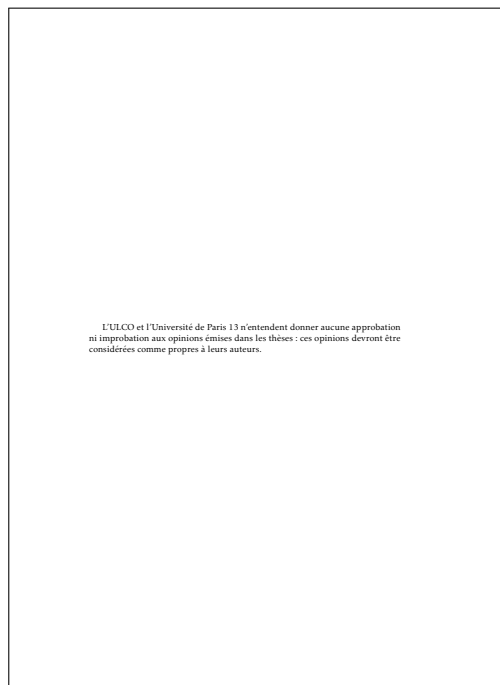 L'ULCO et l'Université de Paris 13 n'entendent donner aucune approbation
ni improbation aux opinions émises dans les thèses : ces opinions devront être
considérées comme propres à leurs auteurs.